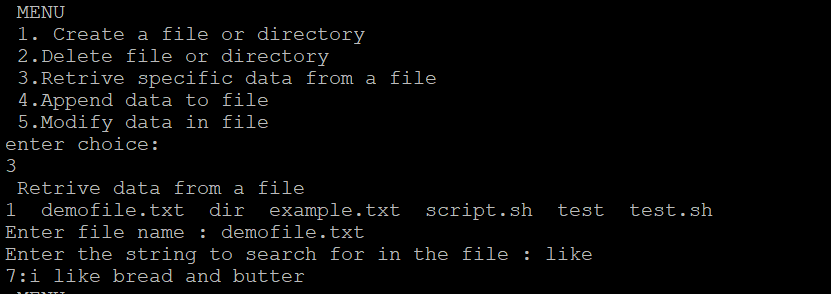 MENU
1. Create a file or directory
2.Delete file or directory
3.Retrive specific data from a file
4.Append data to file
5.Modify data in file
enter choice:
3
Retrive data from a file
1  demofile.txt  dir  example.txt  script.sh  test  test.sh
Enter file name : demofile.txt
Enter the string to search for in the file : like
7:i like bread and butter
MENU